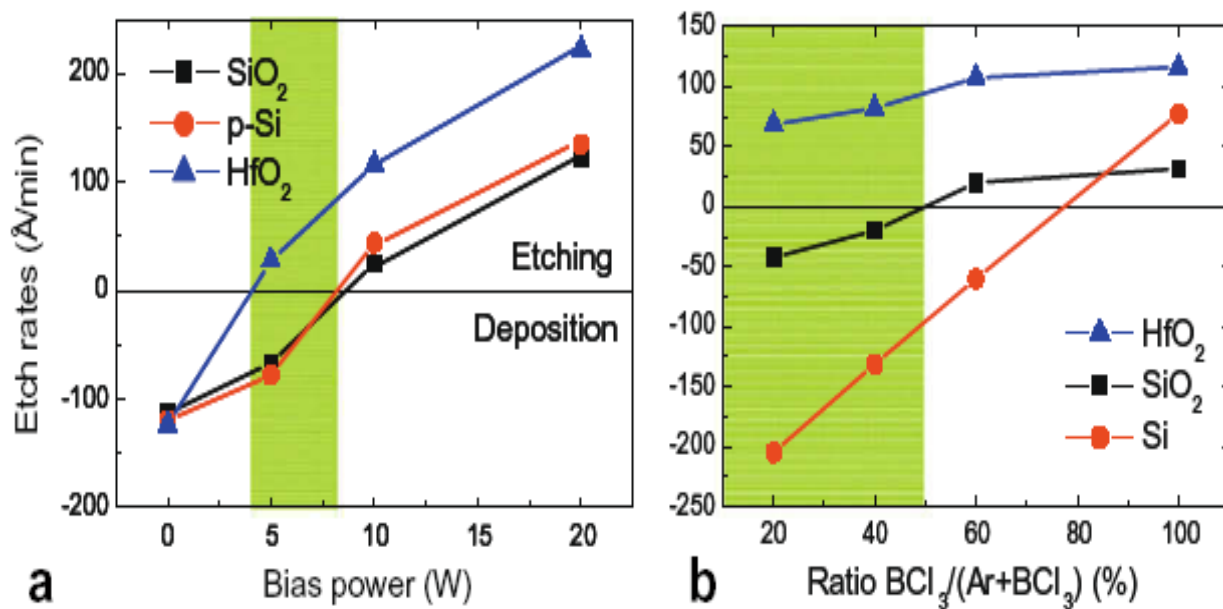 Etch rates (Å/min)
200
100
0
-100
-200
SiO₂
p-Si
HfO₂
Etching
Deposition
0
5
10
15
20
Bias power (W)
a
150
100
50
0
-50
-100
-150
-200
-250
HfO₂
SiO₂
Si
20
40
60
80
100
Ratio BCl₃/(Ar+BCl₃) (%)
b